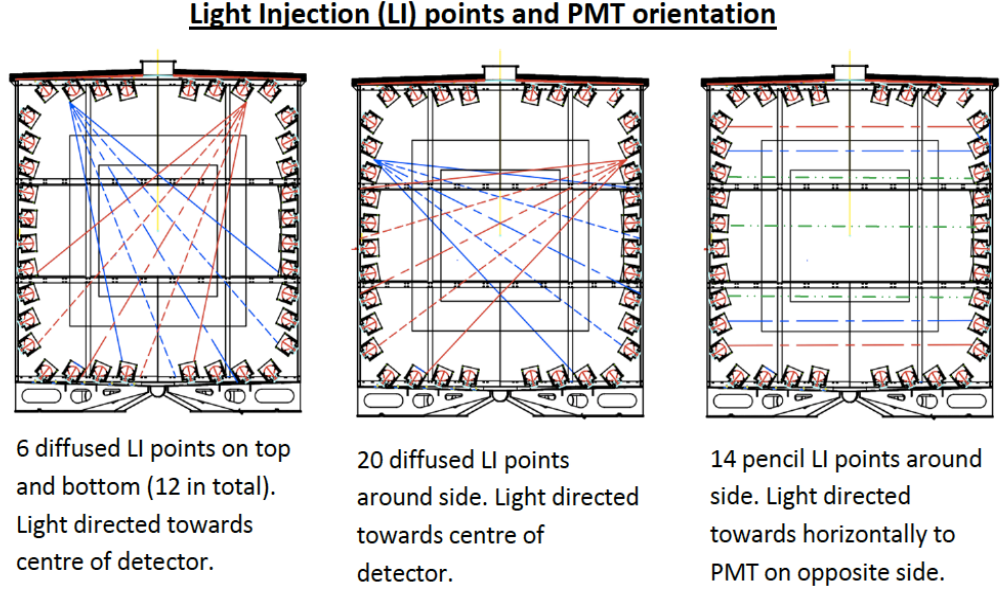 Light Injection (LI) points and PMT orientation
6 diffused LI points on top
and bottom (12 in total).
Light directed towards
centre of detector.
20 diffused LI points
around side. Light directed
towards centre of
detector.
14 pencil LI points around
side. Light directed
towards horizontally to
PMT on opposite side.